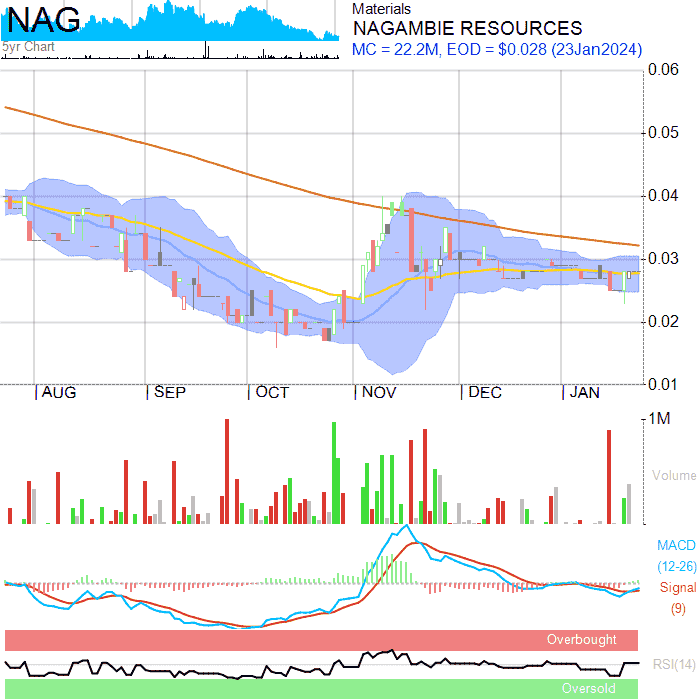 NAG
5yr Chart
Materials
NAGAMBIE RESOURCES
MC = 22.2M, EOD = $0.028 (23Jan2024)
0.06
0.05
0.04
0.03
0.02
0.01
AUG SEP OCT NOV DEC JAN
1M
Volume
MACD
(12-26)
Signal
(9)
Overbought
RSI(14)
Oversold